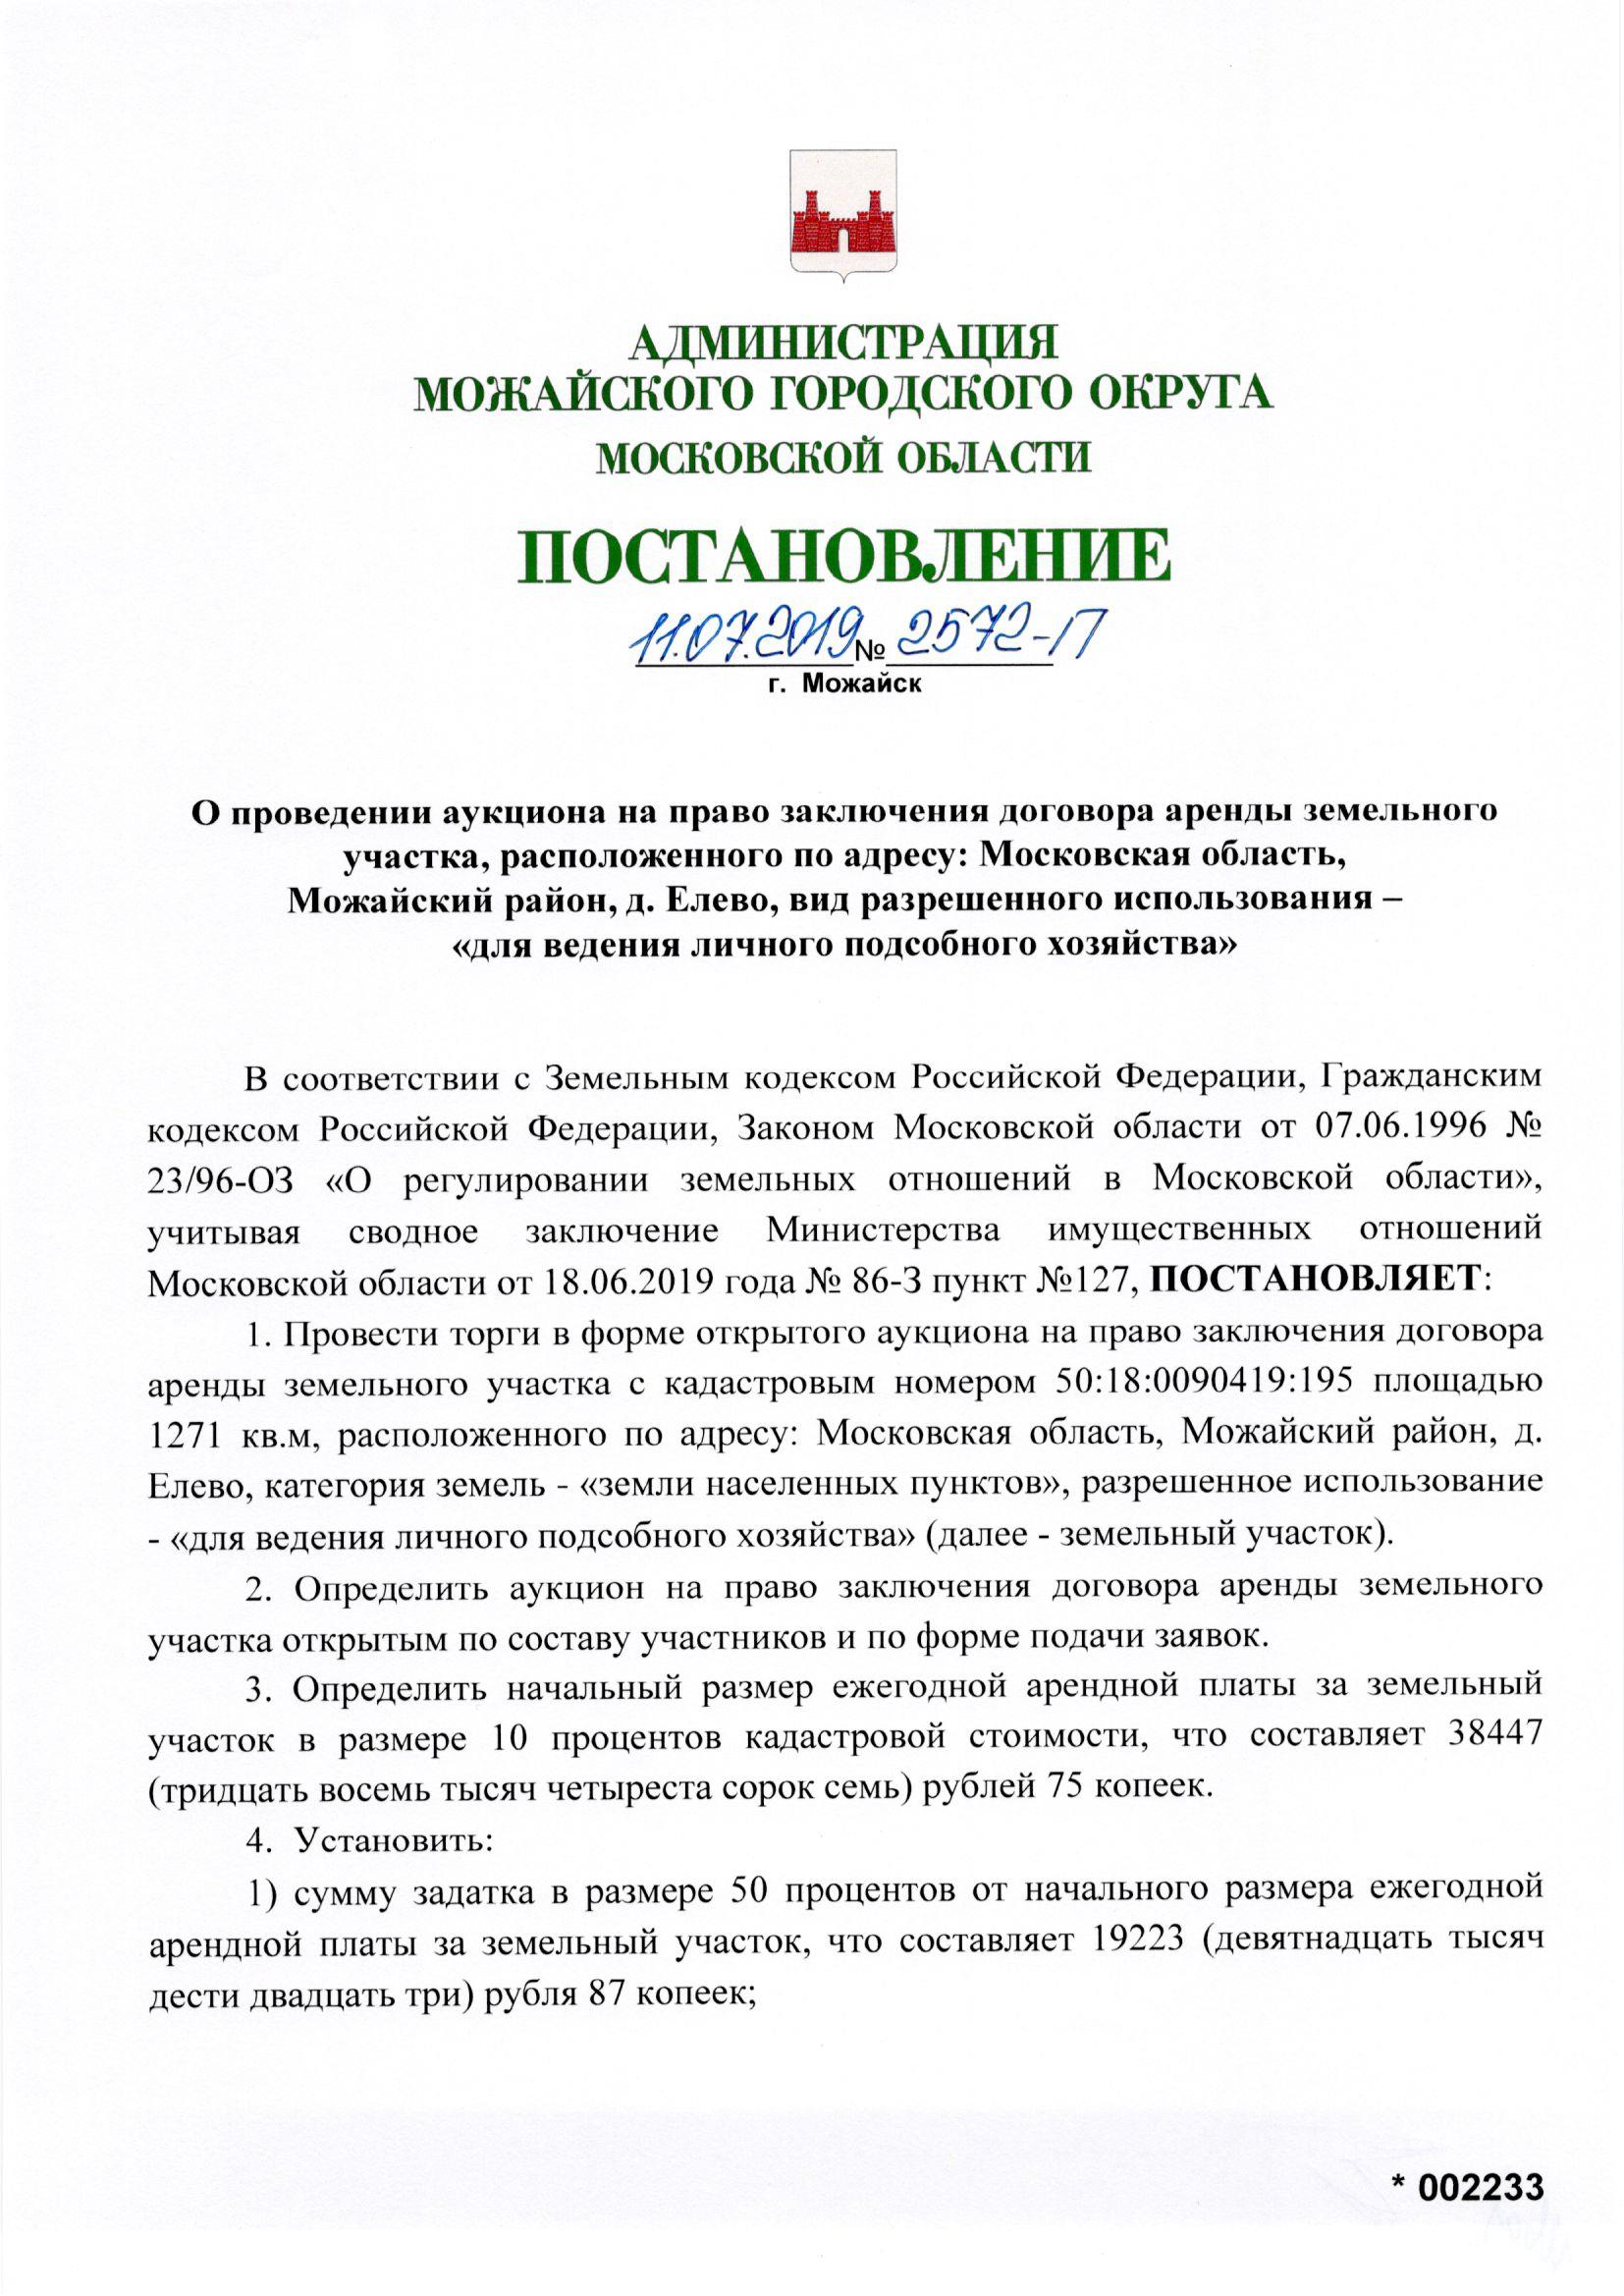 АДМИНИСТРАЦИЯ
МОЖАЙСКОГО ГОРОДСКОГО ОКРУГА
МОСКОВСКОЙ ОБЛАСТИ
ПОСТАНОВЛЕНИЕ
11.07.2019 № 2572-П
г. Можайск
О проведении аукциона на право заключения договора аренды земельного
участка, расположенного по адресу: Московская область,
Можайский район, д. Елево, вид разрешенного использования –
«для ведения личного подсобного хозяйства»
В соответствии с Земельным кодексом Российской Федерации, Гражданским
кодексом Российской Федерации, Законом Московской области от 07.06.1996 №
23/96-ОЗ «О регулировании земельных отношений в Московской области»,
учитывая сводное заключение Министерства имущественных отношений
Московской области от 18.06.2019 года № 86-З пункт №127, ПОСТАНОВЛЯЕТ:
1. Провести торги в форме открытого аукциона на право заключения договора
аренды земельного участка с кадастровым номером 50:18:0090419:195 площадью
1271 кв.м, расположенного по адресу: Московская область, Можайский район, д.
Елево, категория земель - «земли населенных пунктов», разрешенное использование
- «для ведения личного подсобного хозяйства» (далее - земельный участок).
2. Определить аукцион на право заключения договора аренды земельного
участка открытым по составу участников и по форме подачи заявок.
3. Определить начальный размер ежегодной арендной платы за земельный
участок в размере 10 процентов кадастровой стоимости, что составляет 38447
(тридцать восемь тысяч четыреста сорок семь) рублей 75 копеек.
4. Установить:
1) сумму задатка в размере 50 процентов от начального размера ежегодной
арендной платы за земельный участок, что составляет 19223 (девятнадцать тысяч
дести двадцать три) рубля 87 копеек;
* 002233